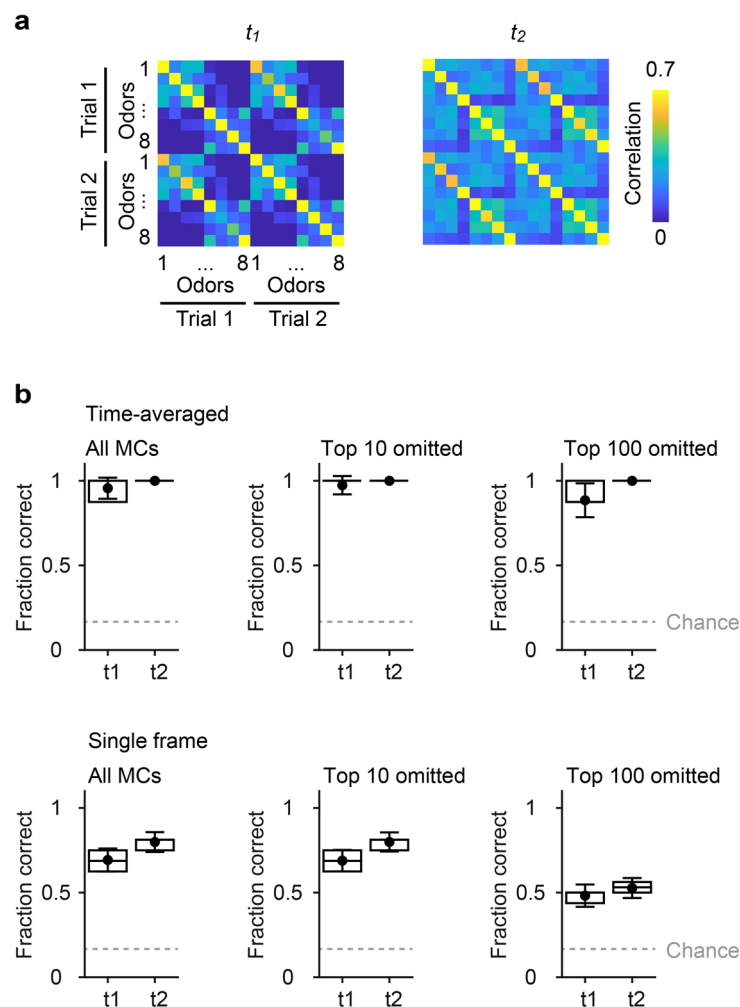 a
t1
t2
Trial 1
Odors
1
...
8
Trial 2
Odors
1
...
8
1 ... 8 1 ... 8
Odors Odors
Trial 1 Trial 2
0.7
Correlation
0
b
Time-averaged
All MCs
Top 10 omitted
Top 100 omitted
Fraction correct
1
0.5
0
t1 t2
Fraction correct
1
0.5
0
t1 t2
Fraction correct
1
0.5
0
t1 t2
Chance
Single frame
All MCs
Top 10 omitted
Top 100 omitted
Fraction correct
1
0.5
0
t1 t2
Fraction correct
1
0.5
0
t1 t2
Fraction correct
1
0.5
0
t1 t2
Chance